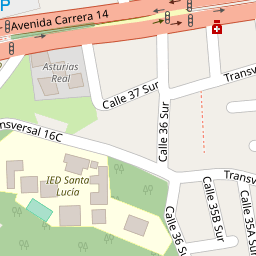 P
Avenida Carrera 14
Asturias
Real
Transv
Calle 37 Sur
Calle 36 Sur
nsversal 16C
IED Santa
Lucía
Transv
Calle 35B Sur
Calle 35A Sur
Calle 36 Su